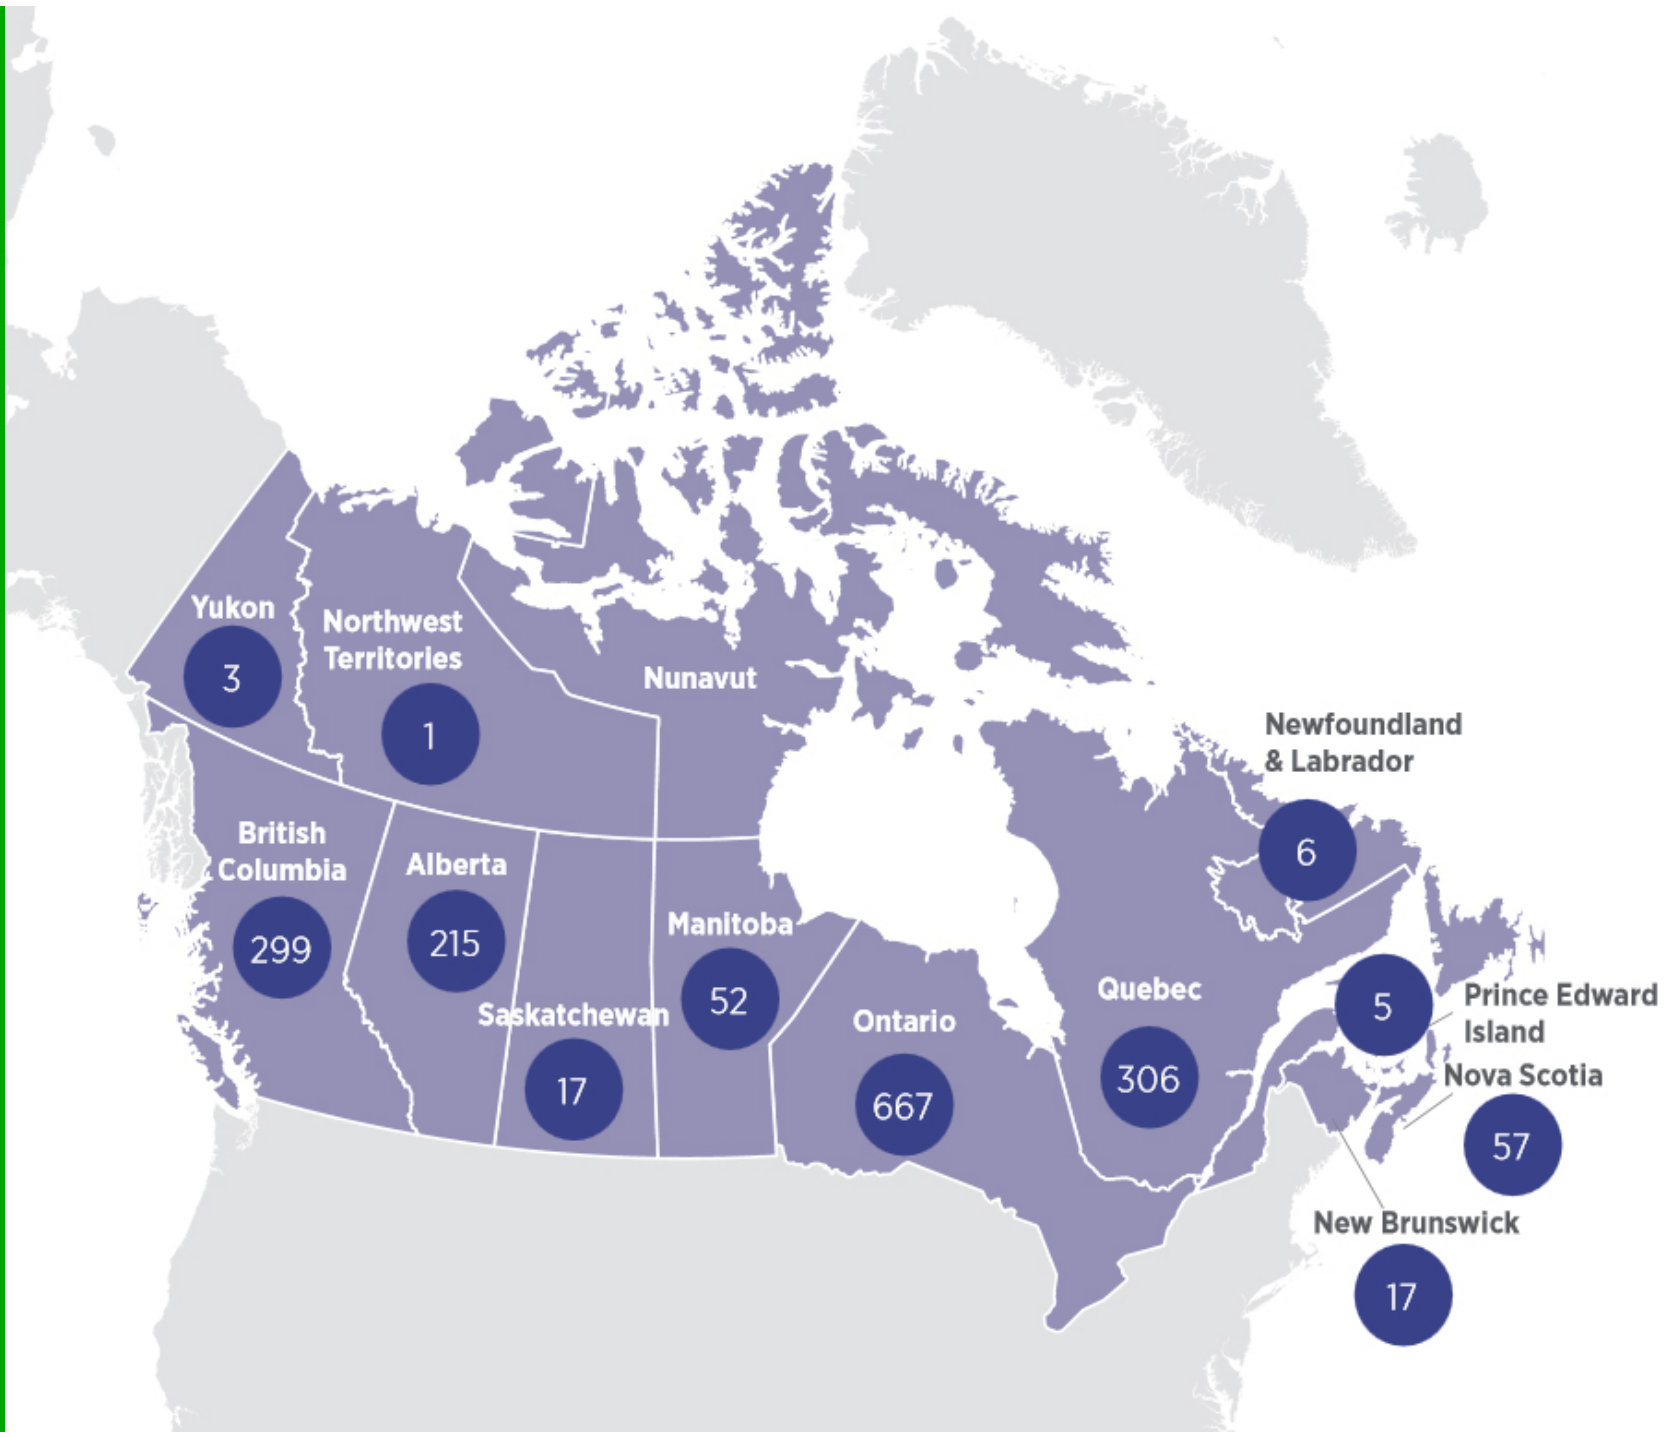 Yukon
3
Northwest
Territories
1
Nunavut
Newfoundland
& Labrador
6
British
Columbia
299
Alberta
215
Saskatchewan
17
Manitoba
52
Ontario
667
Quebec
306
5
Prince Edward
Island
Nova Scotia
57
New Brunswick
17